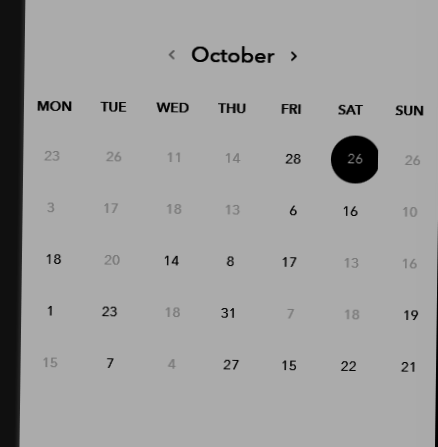 ‹ October ›
MON TUE WED THU FRI SAT SUN
23 26 11 14 28 26 26
3 17 18 13 6 16 10
18 20 14 8 17 13 16
1 23 18 31 7 18 19
15 7 4 27 15 22 21